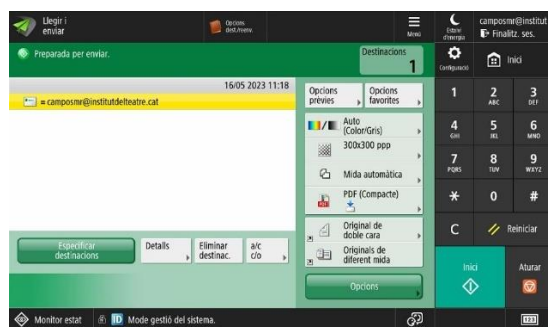 Llegir i
enviar
Opcions
dest./menv.
Menú
Estalvi
d'energia
camposmr@institut
Finalitz. ses.
Preparada per enviar.
Destinacions
1
Configuració
Inici
16/05 2023 11:18
= camposmr@institutdelteatre.cat
Opcions
prèvies
Opcions
favorites
Auto
(Color/Gris)
300x300 ppp
Mida automàtica
PDF (Compacte)
Original de
doble cara
Originals de
diferent mida
Opcions
Especificar
destinacions
Detalls
Eliminar
destinac.
a/c
c/o
1
2
ABC
3
DEF
4
GHI
5
JKL
6
MNO
7
PQRS
8
TUV
9
WXYZ
*
0
#
C
Reiniciar
Inici
Aturar
Monitor estat
ID
Mode gestió del sistema.
123